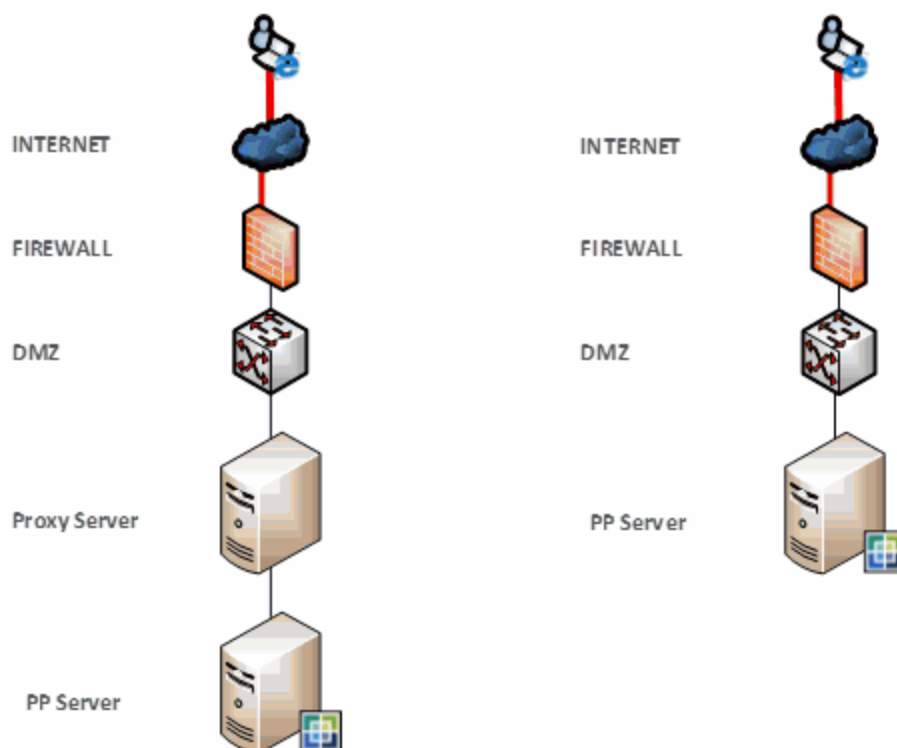 INTERNET
FIREWALL
DMZ
Proxy Server
PP Server
INTERNET
FIREWALL
DMZ
PP Server